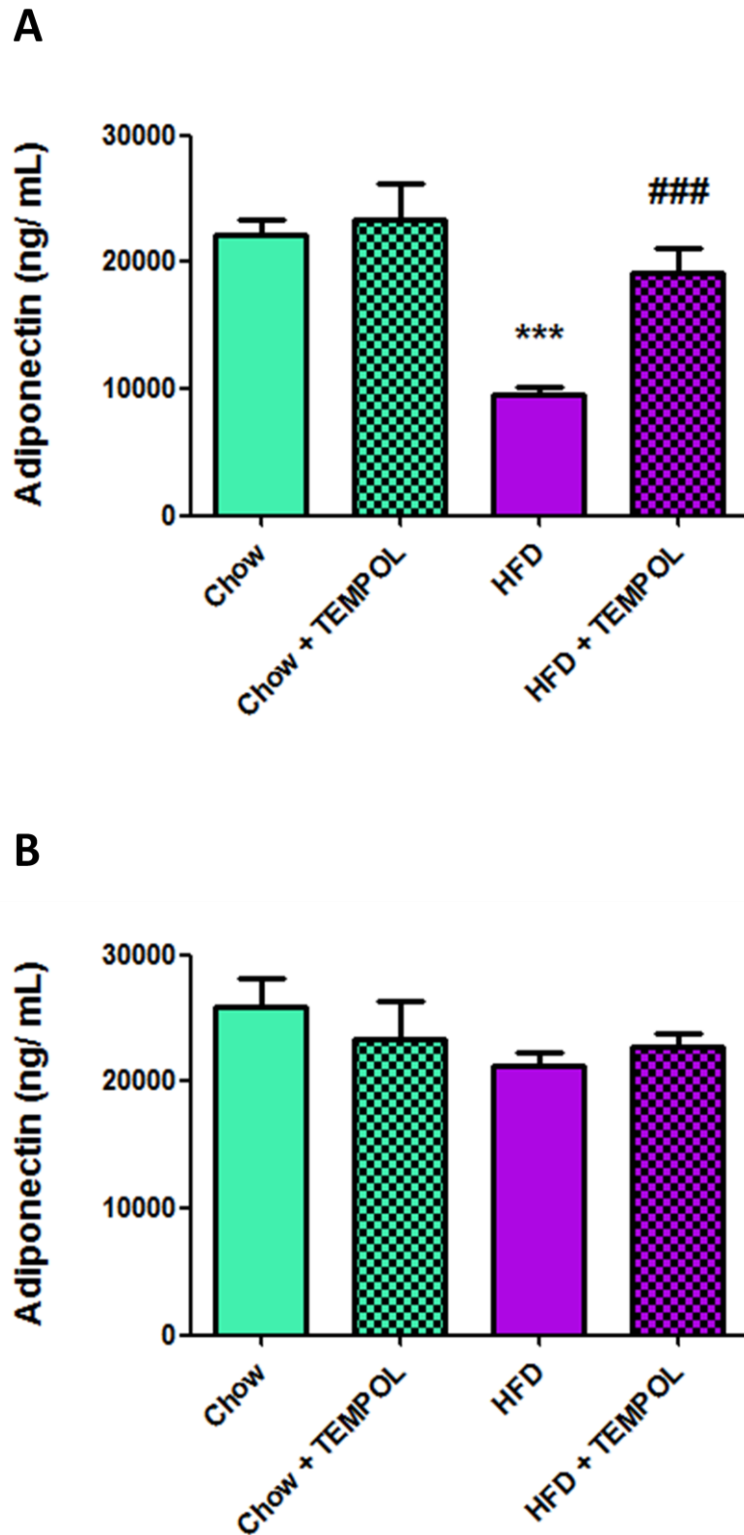 A
Adiponectin (ng/ mL)
30000
20000
10000
0
***
###
Chow
Chow + TEMPOL
HFD
HFD + TEMPOL
B
Adiponectin (ng/ mL)
30000
20000
10000
0
Chow
Chow + TEMPOL
HFD
HFD + TEMPOL